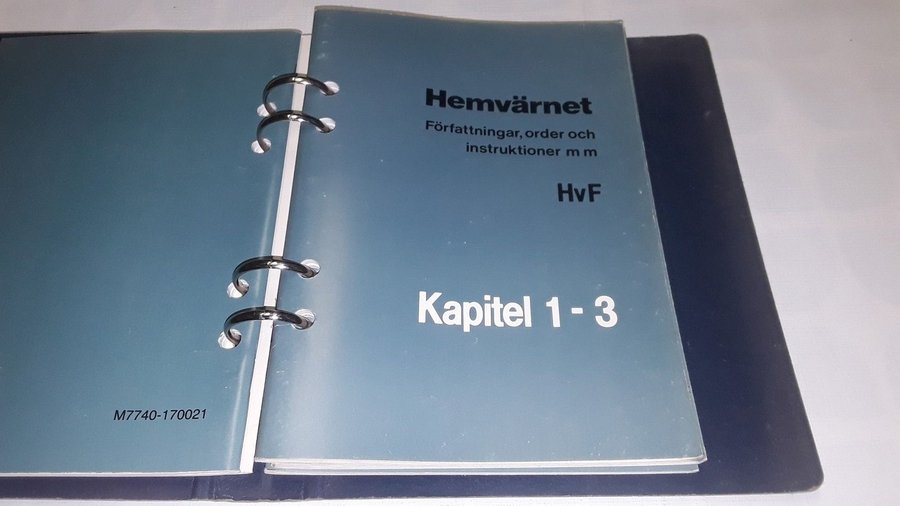 Hemvärnet
Författningar, order och
instruktioner m m
HvF
Kapitel 1-3
M7740-170021